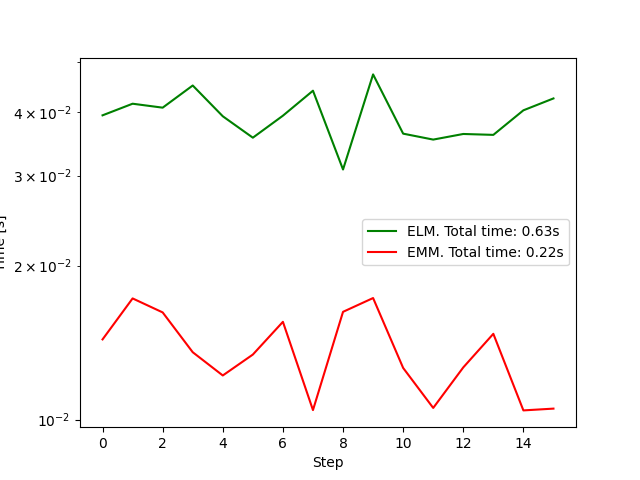 4 × 10⁻²
3 × 10⁻²
2 × 10⁻²
10⁻²
Time [s]
ELM. Total time: 0.63s
EMM. Total time: 0.22s
0 2 4 6 8 10 12 14
Step